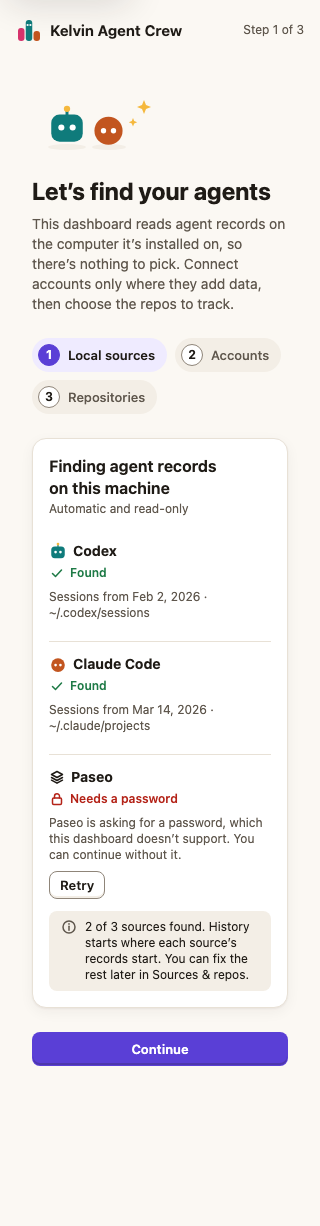 Kelvin Agent Crew
Step 1 of 3
Let’s find your agents
This dashboard reads agent records on
the computer it’s installed on, so
there’s nothing to pick. Connect
accounts only where they add data,
then choose the repos to track.
1 Local sources
2 Accounts
3 Repositories
Finding agent records
on this machine
Automatic and read-only
Codex
Found
Sessions from Feb 2, 2026 ·
~/.codex/sessions
Claude Code
Found
Sessions from Mar 14, 2026 ·
~/.claude/projects
Paseo
Needs a password
Paseo is asking for a password, which
this dashboard doesn’t support. You
can continue without it.
Retry
2 of 3 sources found. History
starts where each source’s
records start. You can fix the
rest later in Sources & repos.
Continue